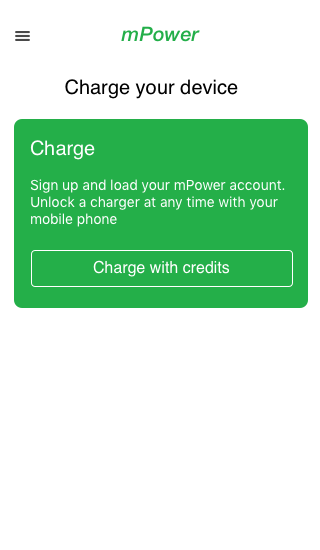 mPower
Charge your device
Charge
Sign up and load your mPower account.
Unlock a charger at any time with your
mobile phone
Charge with credits